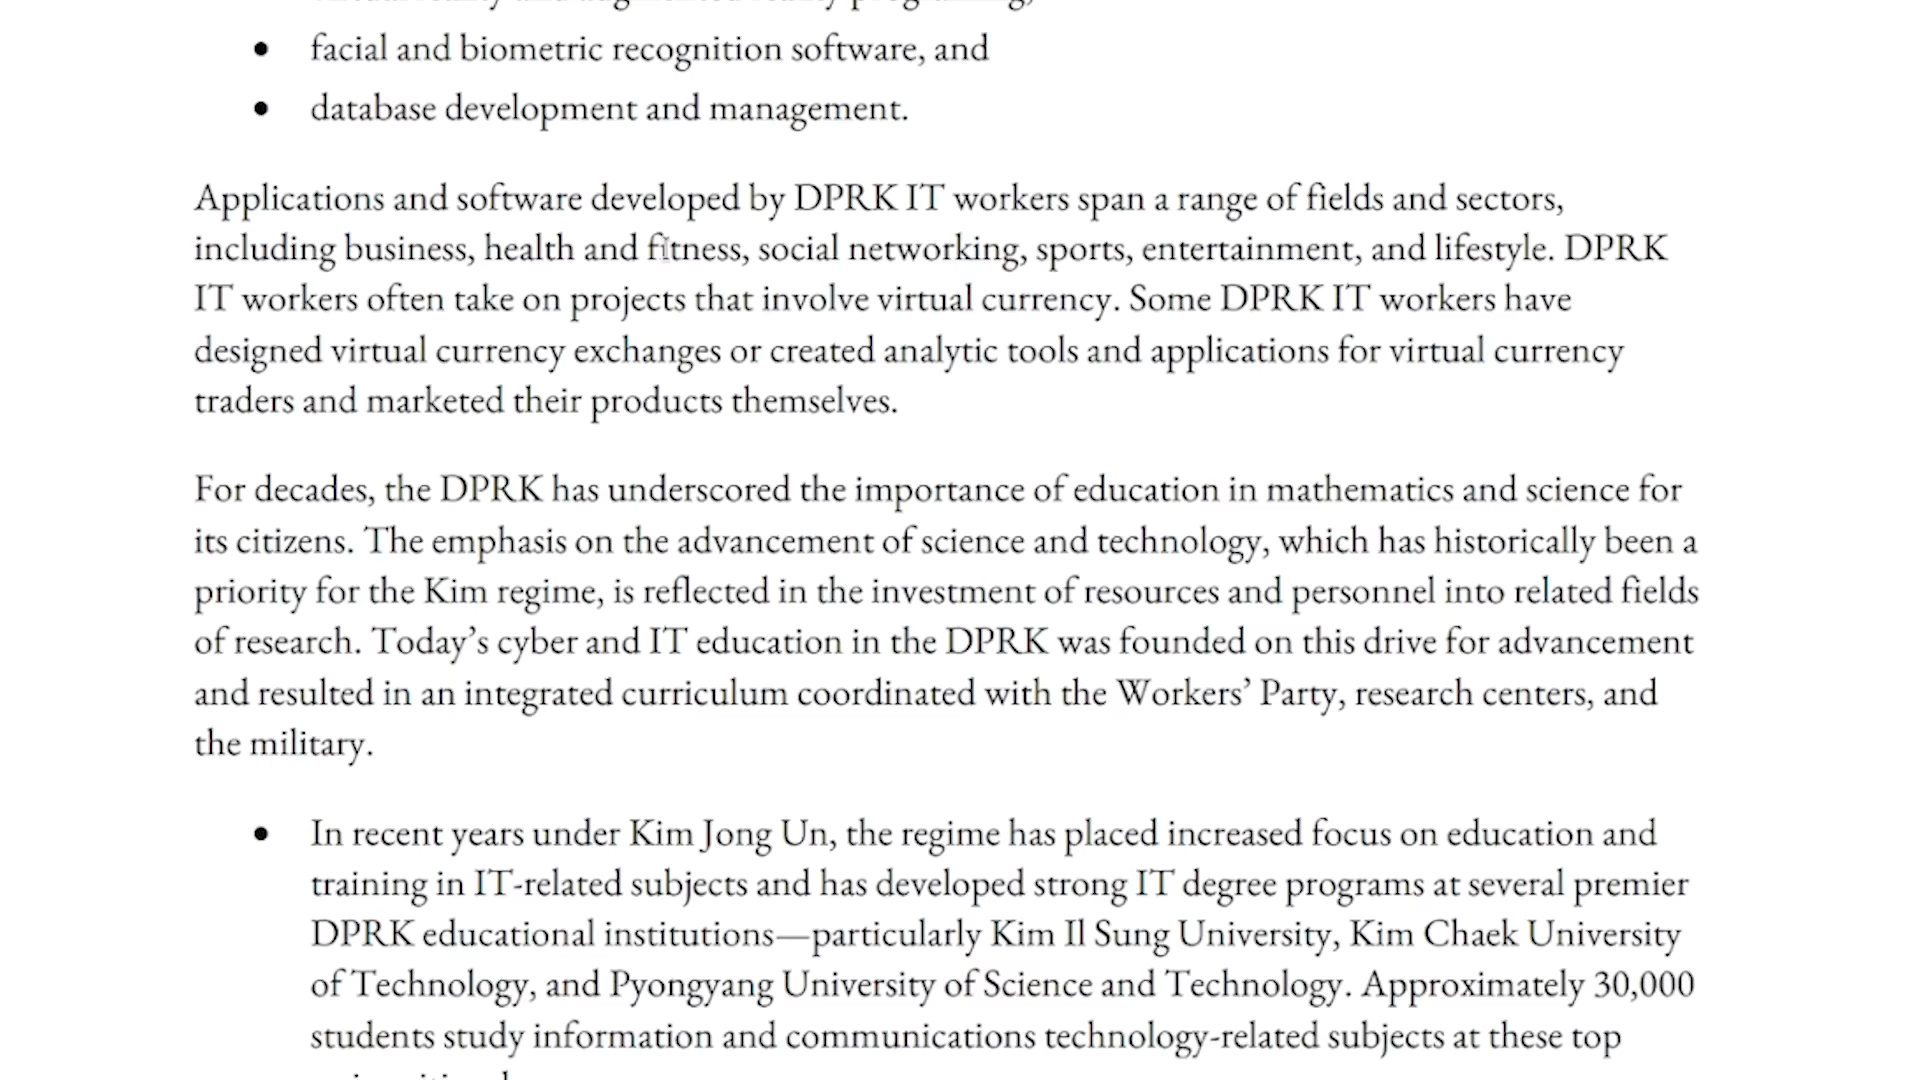 virtual reality and augmented reality programming,
• facial and biometric recognition software, and
• database development and management.
Applications and software developed by DPRK IT workers span a range of fields and sectors,
including business, health and fitness, social networking, sports, entertainment, and lifestyle. DPRK
IT workers often take on projects that involve virtual currency. Some DPRK IT workers have
designed virtual currency exchanges or created analytic tools and applications for virtual currency
traders and marketed their products themselves.
For decades, the DPRK has underscored the importance of education in mathematics and science for
its citizens. The emphasis on the advancement of science and technology, which has historically been a
priority for the Kim regime, is reflected in the investment of resources and personnel into related fields
of research. Today’s cyber and IT education in the DPRK was founded on this drive for advancement
and resulted in an integrated curriculum coordinated with the Workers’ Party, research centers, and
the military.
• In recent years under Kim Jong Un, the regime has placed increased focus on education and
training in IT-related subjects and has developed strong IT degree programs at several premier
DPRK educational institutions—particularly Kim Il Sung University, Kim Chaek University
of Technology, and Pyongyang University of Science and Technology. Approximately 30,000
students study information and communications technology-related subjects at these top